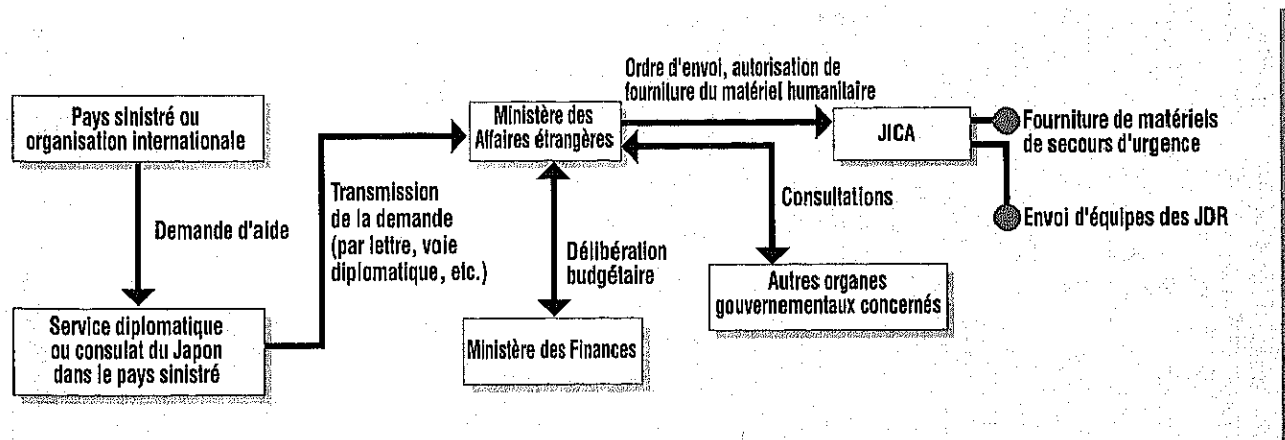 Pays sinistré ou
organisation internationale
Demande d'aide
Service diplomatique
ou consulat du Japon
dans le pays sinistré
Transmission
de la demande
(par lettre, voie
diplomatique, etc.)
Ministère des
Affaires étrangères
Délibération
budgétaire
Ministère des Finances
Ordre d'envoi, autorisation de
fourniture du matériel humanitaire
Consultations
Autres organes
gouvernementaux concernés
JICA
Fourniture de matériels
de secours d'urgence
Envoi d'équipes des JDR